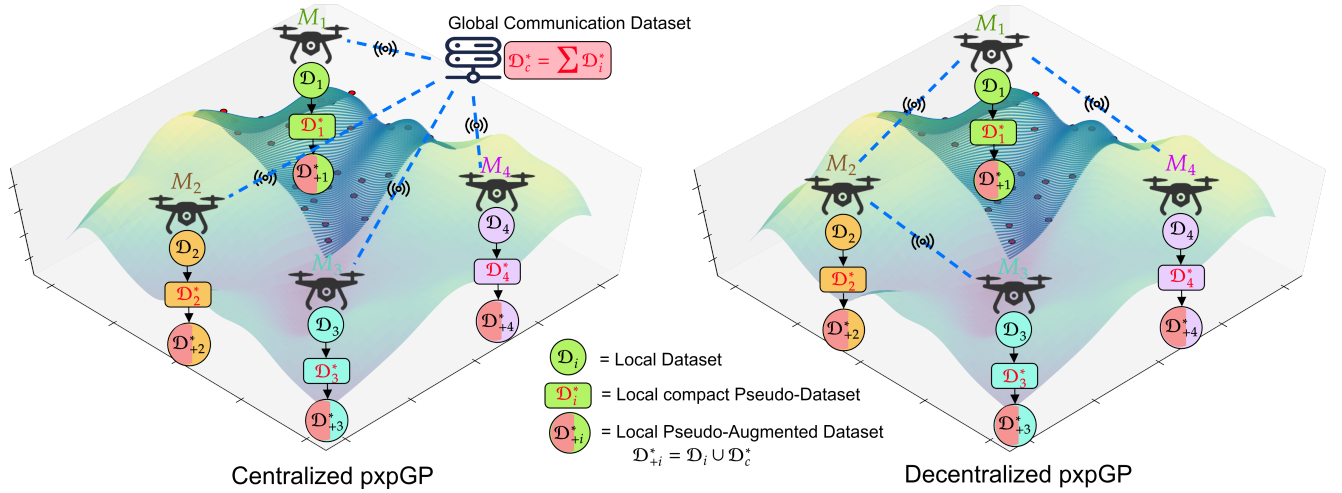 M₁
Global Communication Dataset
𝒟*c = ∑ 𝒟*i
𝒟₁
𝒟*₁
𝒟*₊₁
M₂
𝒟₂
𝒟*₂
𝒟*₊₂
M₃
𝒟₃
𝒟*₃
𝒟*₊₃
M₄
𝒟₄
𝒟*₄
𝒟*₊₄
Centralized pxpGP
𝒟i = Local Dataset
𝒟*i = Local compact Pseudo-Dataset
𝒟*₊i = Local Pseudo-Augmented Dataset
𝒟*₊i = 𝒟i ∪ 𝒟*c
M₁
𝒟₁
𝒟*₁
𝒟*₊₁
M₂
𝒟₂
𝒟*₂
𝒟*₊₂
M₃
𝒟₃
𝒟*₃
𝒟*₊₃
M₄
𝒟₄
𝒟*₄
𝒟*₊₄
Decentralized pxpGP